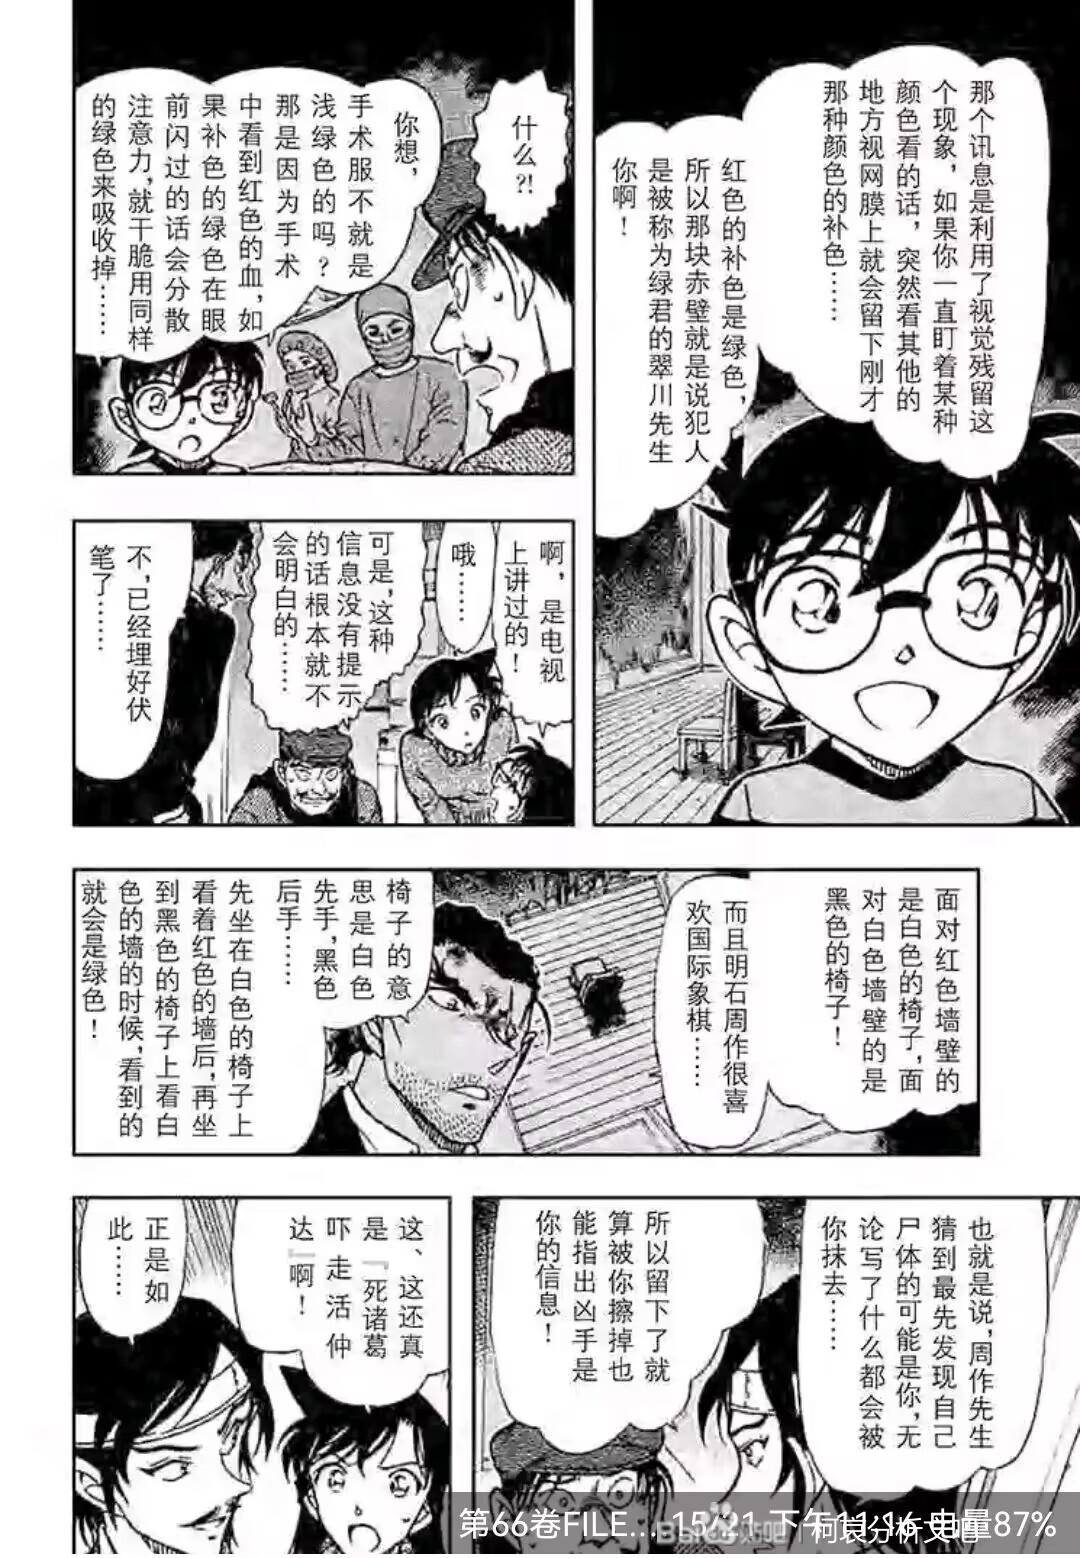 那个讯息是利用了视觉残留这
个现象，如果你一直盯着某种
颜色看的话，突然看其他的
地方视网膜上就会留下刚才
那种颜色的补色……
红色的补色是绿色，
所以那块赤壁就是说犯人
是被称为绿君的翠川先生
你啊！
什么?!
你想，
手术服不就是
浅绿色的吗？
那是因为手术
中看到红色的血，如
果补色的绿色在眼
前闪过的话会分散
注意力，就干脆用同样
的绿色来吸收掉……
啊，是电视
上讲过的！
哦……
可是，这种
信息没有提示
的话根本就不
会明白的……
不，已经埋好伏
笔了……
面对红色墙壁的
是白色的椅子，面
对白色墙壁的是
黑色的椅子！
而且明石周作很喜
欢国际象棋……
椅子的意
思是白色
先手，黑色
后手……
先坐在白色的椅子上
看着红色的墙后，再坐
到黑色的椅子上看白
色的墙的时候，看到的
就会是绿色！
也就是说，周作先生
猜到最先发现自己
尸体的可能是你，无
论写了什么都会被
你抹去……
所以留下了就
算被你擦掉也
能指出凶手是
你的信息！
这、这还真
是『死诸葛
吓走活仲
达』啊！
正是如
此……
第66卷FILE... 15/21 下午11:16 电量87%
柯哀分析文吧